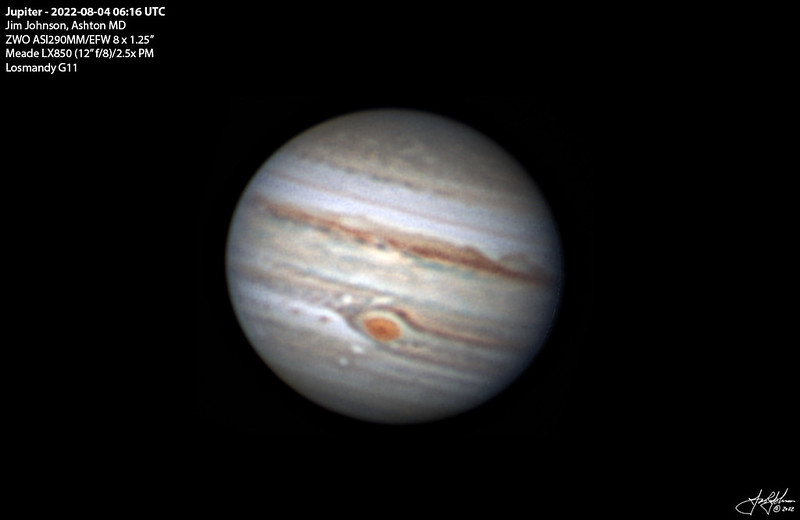 Jupiter - 2022-08-04 06:16 UTC
Jim Johnson, Ashton MD
ZWO ASI290MM/EFW 8 x 1.25"
Meade LX850 (12" f/8)/2.5x PM
Losmandy G11
© 2022